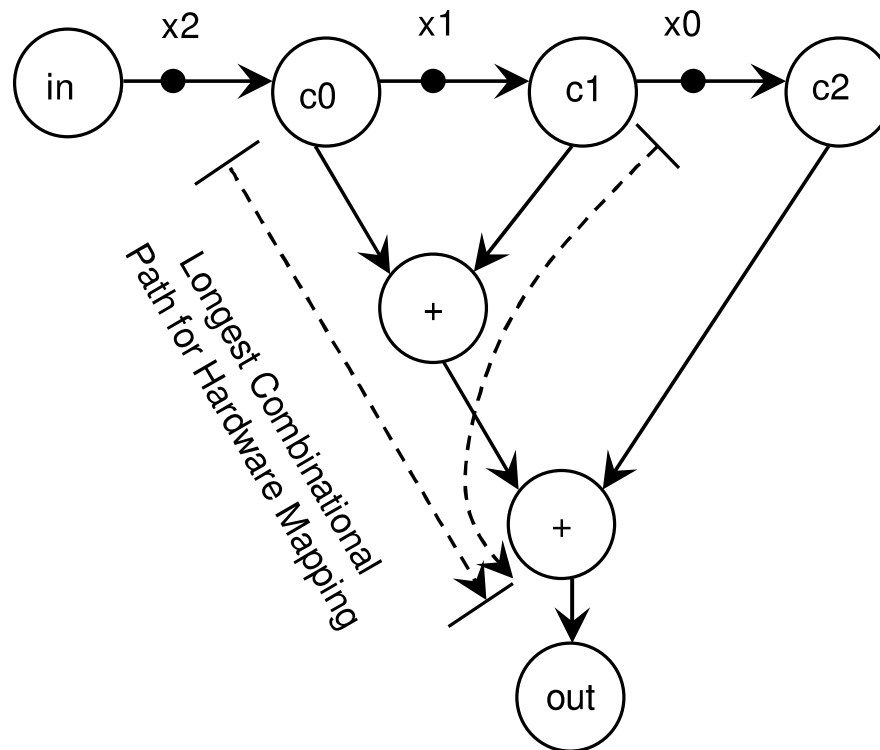 x2
x1
x0
in
c0
c1
c2
+
Longest Combinational
Path for Hardware Mapping
+
out